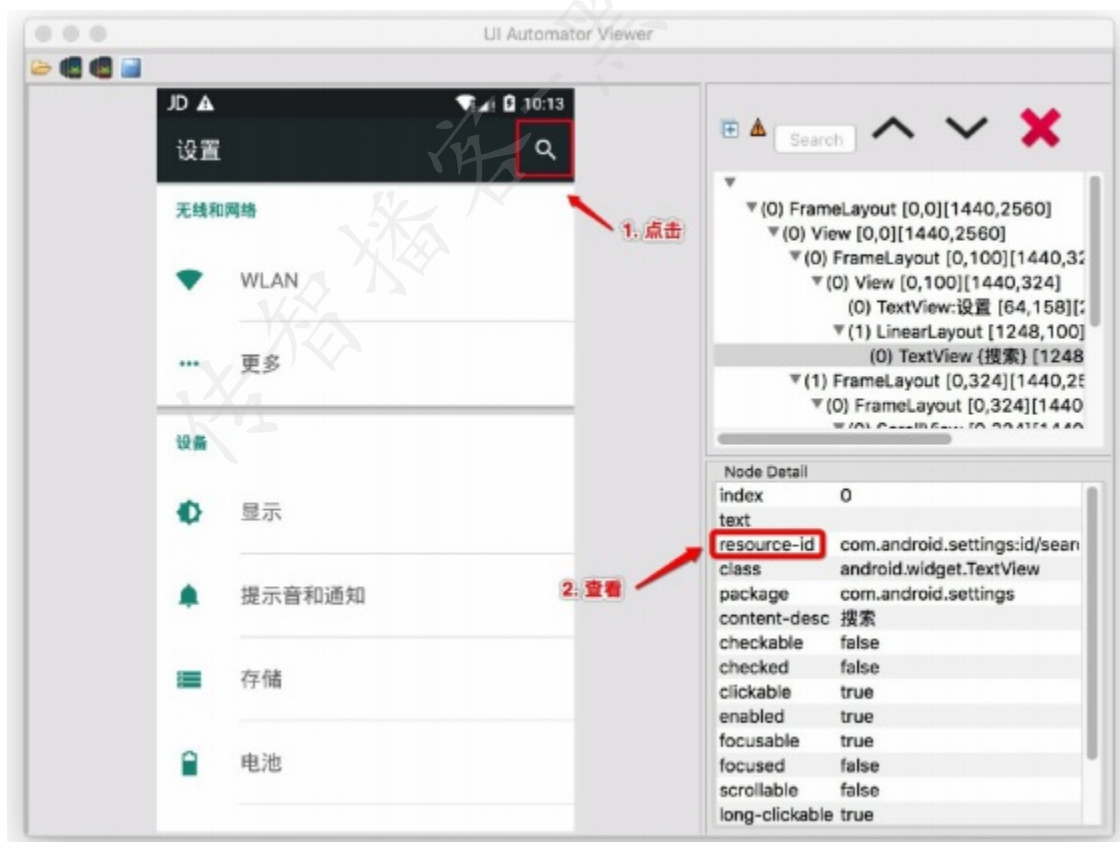 UI Automator Viewer
JD 10:13
设置
无线和网络
1. 点击
WLAN
更多
设备
显示
提示音和通知
存储
电池
2. 查看
Search
(0) FrameLayout [0,0][1440,2560]
(0) View [0,0][1440,2560]
(0) FrameLayout [0,100][1440,32
(0) View [0,100][1440,324]
(0) TextView:设置 [64,158][2
(1) LinearLayout [1248,100]
(0) TextView {搜索} [1248
(1) FrameLayout [0,324][1440,25
(0) FrameLayout [0,324][1440
Node Detail
index 0
text
resource-id com.android.settings:id/sear
class android.widget.TextView
package com.android.settings
content-desc 搜索
checkable false
checked false
clickable true
enabled true
focusable true
focused false
scrollable false
long-clickable true
传智播客-黑